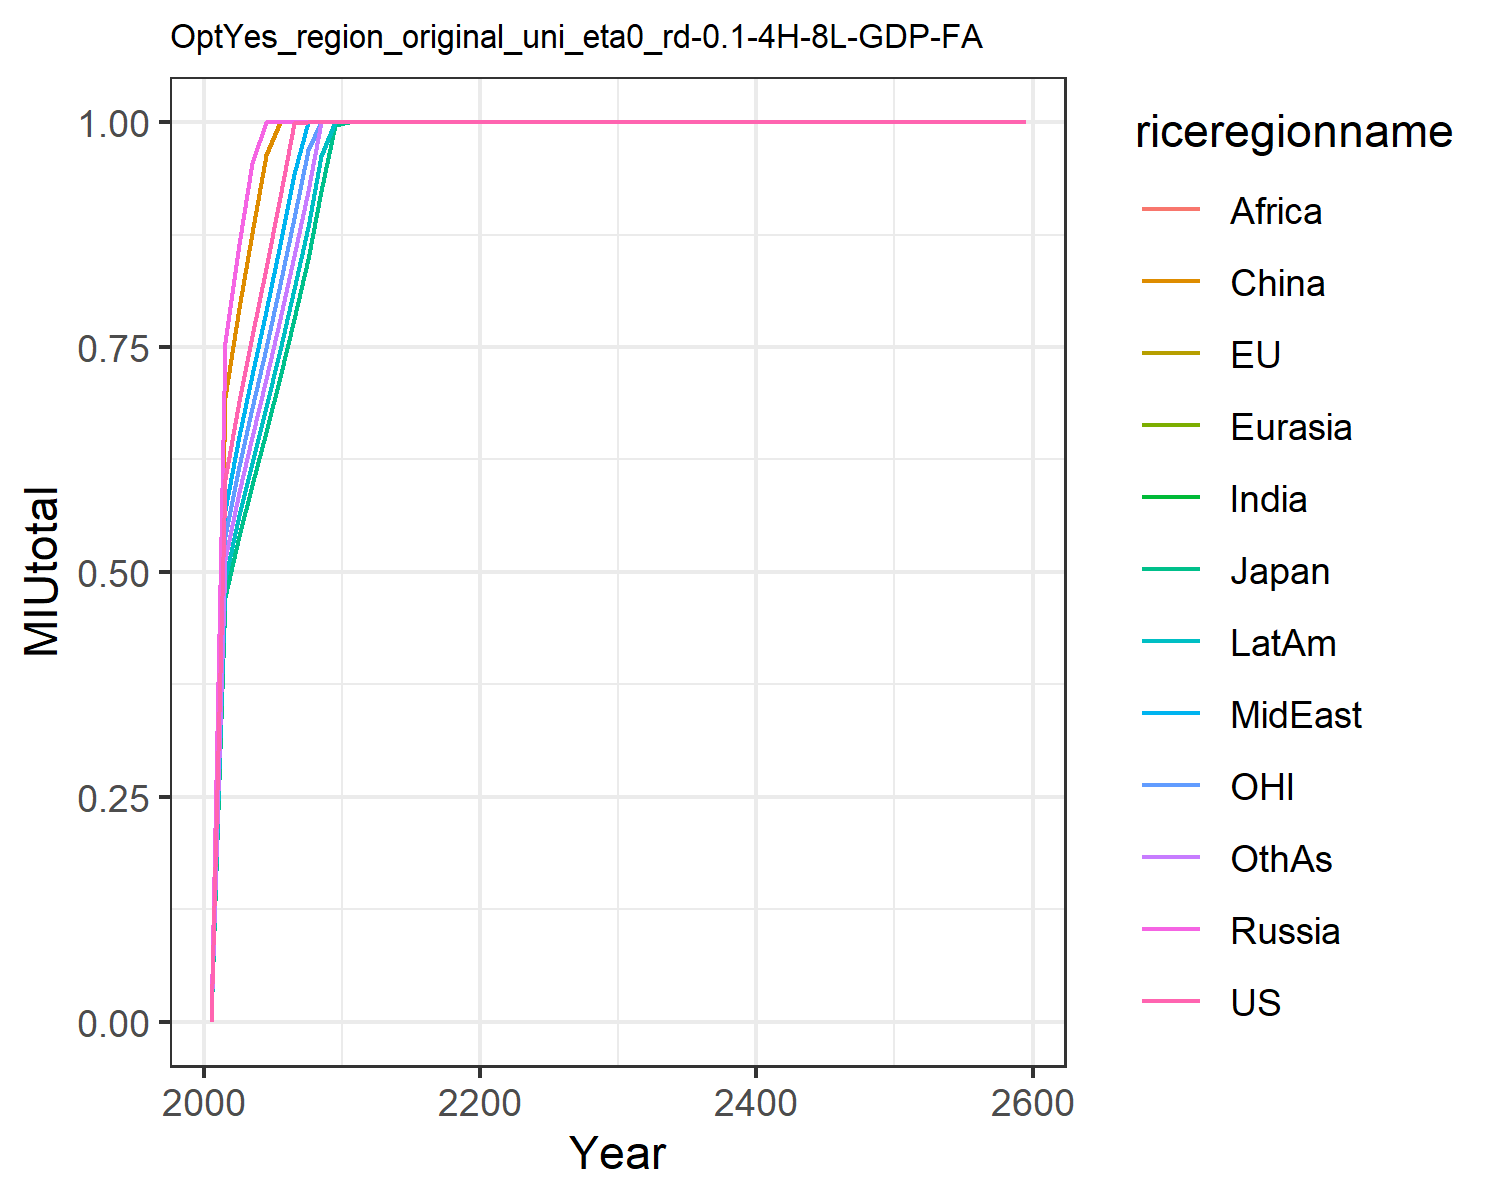 OptYes_region_original_uni_eta0_rd-0.1-4H-8L-GDP-FA
1.00
0.75
0.50
0.25
0.00
MIUtotal
2000
2200
2400
2600
Year
riceregionname
Africa
China
EU
Eurasia
India
Japan
LatAm
MidEast
OHI
OthAs
Russia
US